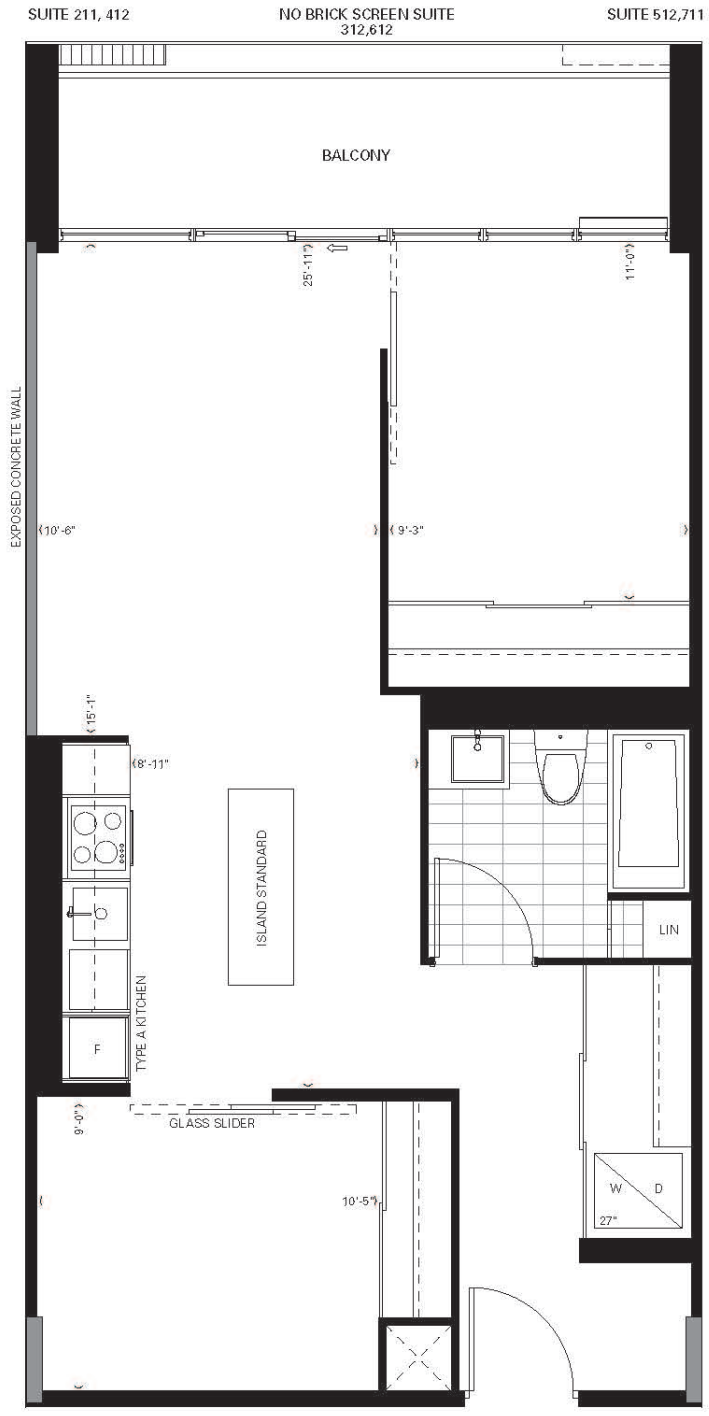 SUITE 211, 412
NO BRICK SCREEN SUITE
312,612
SUITE 512,711
BALCONY
25'-11"
11'-0"
EXPOSED CONCRETE WALL
10'-6"
9'-3"
15'-1"
8'-11"
ISLAND STANDARD
LIN
TYPE A KITCHEN
F
9'-0"
GLASS SLIDER
10'-5"
W D
27"